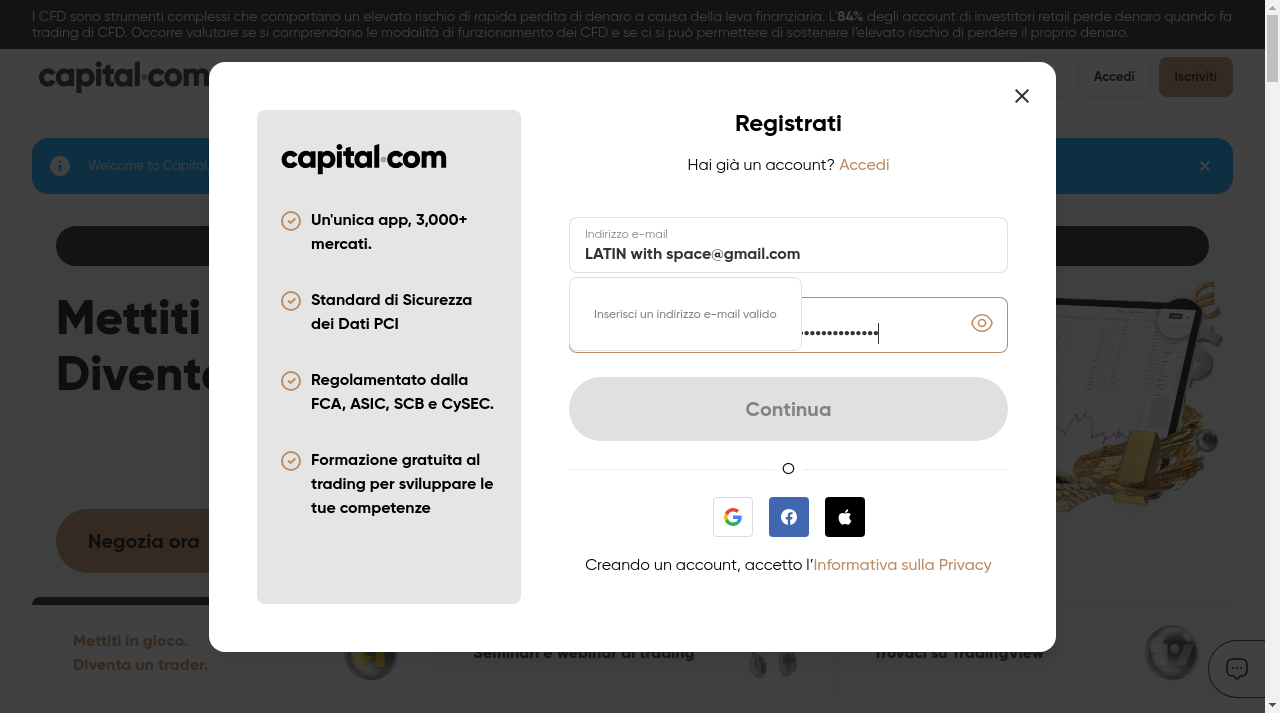 I CFD sono strumenti complessi che comportano un elevato rischio di rapida perdita di denaro a causa della leva finanziaria. L'84% degli account di investitori retail perde denaro quando fa
trading di CFD. Occorre valutare se si comprendono le modalità di funzionamento dei CFD e se ci si può permettere di sostenere l'elevato rischio di perdere il proprio denaro.
capital.com
Accedi
Iscriviti
Welcome to Capital
Mettiti
Divent
Negozia ora
Mettiti in gioco.
Diventa un trader.
Seminari e webinar di trading
Trovaci su TradingView
capital.com
Un'unica app, 3,000+
mercati.
Standard di Sicurezza
dei Dati PCI
Regolamentato dalla
FCA, ASIC, SCB e CySEC.
Formazione gratuita al
trading per sviluppare le
tue competenze
Registrati
Hai già un account? Accedi
Indirizzo e-mail
LATIN with space@gmail.com
Inserisci un indirizzo e-mail valido
Continua
O
Creando un account, accetto l'Informativa sulla Privacy